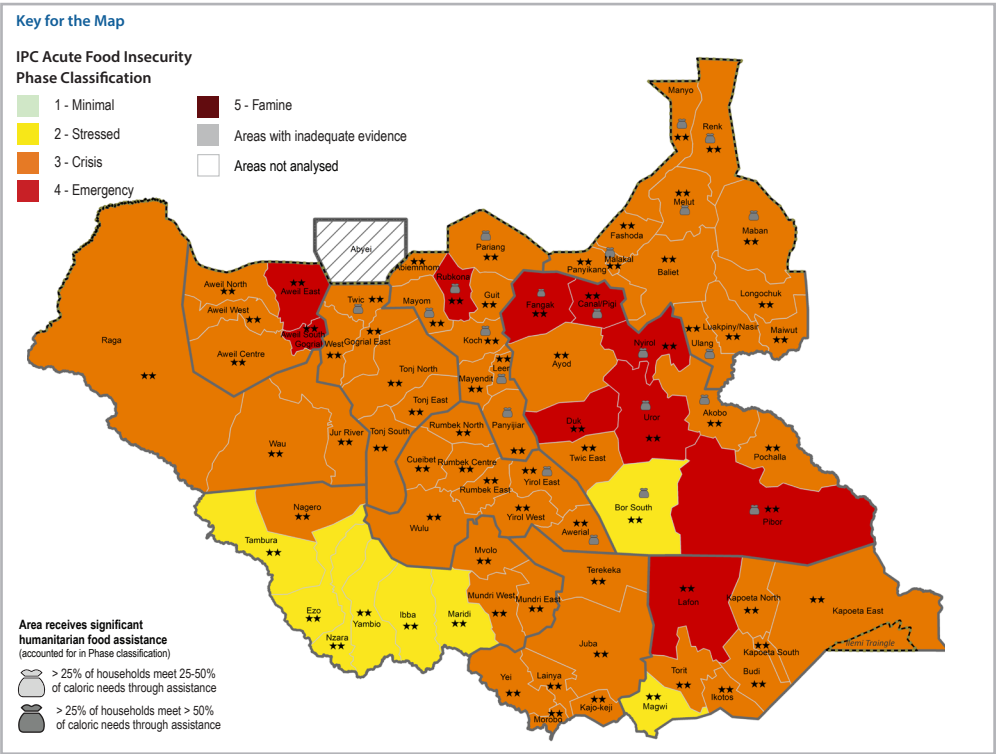 Key for the Map
IPC Acute Food Insecurity
Phase Classification
1 - Minimal
2 - Stressed
3 - Crisis
4 - Emergency
5 - Famine
Areas with inadequate evidence
Areas not analysed
Manyo
Renk
Melut
Maban
Fashoda
Malakal
Baliet
Panyikang
Longochuk
Luakpiny/Nasir
Maiwut
Ulang
Abyei
Pariang
Abiemnhom
Rubkona
Mayom
Guit
Koch
Leer
Mayendit
Panyijiar
Fangak
Canal/Pigi
Nyirol
Ayod
Uror
Duk
Akobo
Twic East
Pochalla
Bor South
Pibor
Aweil North
Aweil East
Aweil West
Aweil South
Aweil Centre
Raga
Twic
Gogrial West
Gognal East
Tonj North
Tonj East
Tonj South
Wau
Jur River
Rumbek North
Cueibet
Rumbek Centre
Rumbek East
Yirol East
Yirol West
Awerial
Wulu
Nagero
Tambura
Ezo
Nzara
Yambio
Ibba
Maridi
Mvolo
Mundri West
Mundri East
Terekeka
Juba
Yei
Lainya
Morobo
Kajo-keji
Lafon
Torit
Magwi
Ikotos
Budi
Kapoeta North
Kapoeta South
Kapoeta East
Ilemi Traingle
Area receives significant
humanitarian food assistance
(accounted for in Phase classification)
> 25% of households meet 25-50%
of caloric needs through assistance
> 25% of households meet > 50%
of caloric needs through assistance